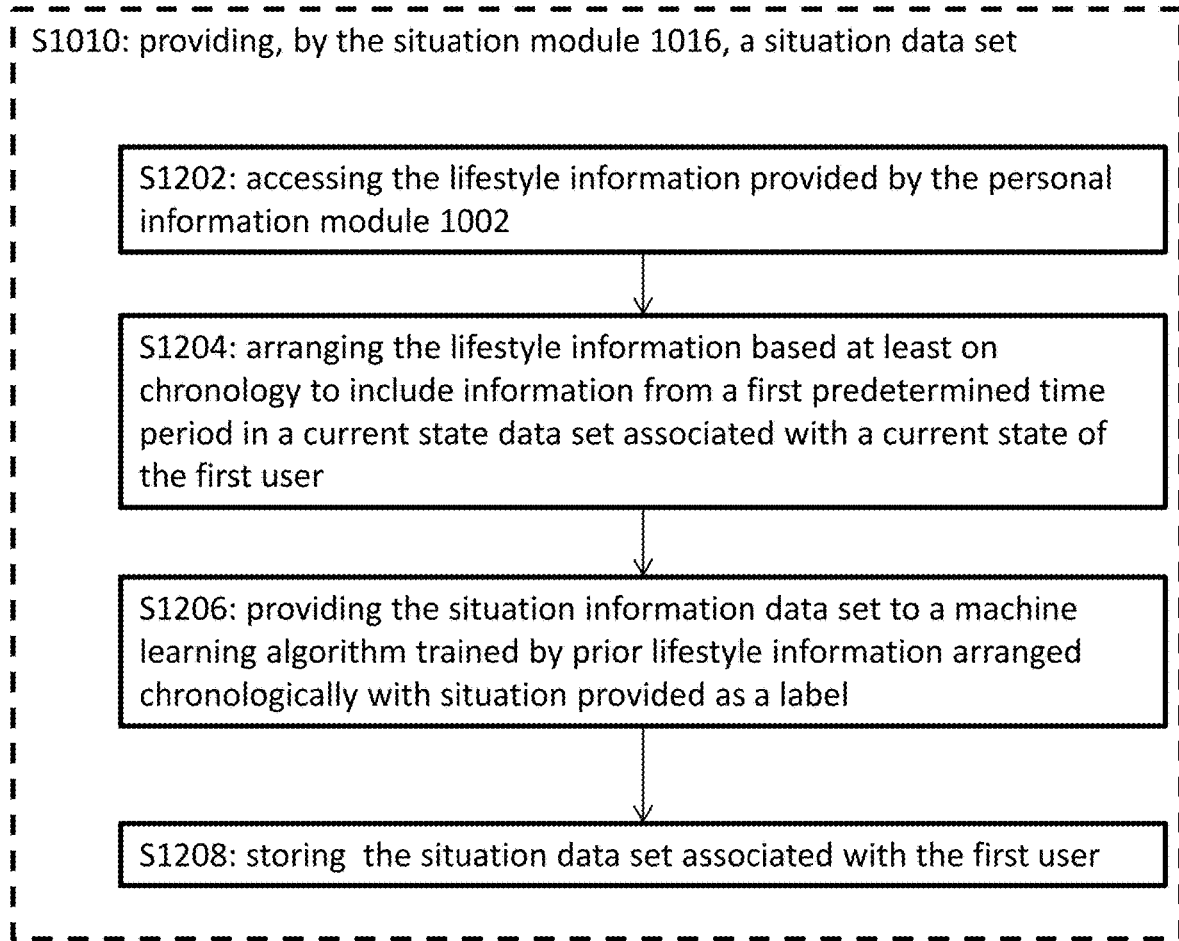 S1010: providing, by the situation module 1016, a situation data set
S1202: accessing the lifestyle information provided by the personal
information module 1002
S1204: arranging the lifestyle information based at least on
chronology to include information from a first predetermined time
period in a current state data set associated with a current state of
the first user
S1206: providing the situation information data set to a machine
learning algorithm trained by prior lifestyle information arranged
chronologically with situation provided as a label
S1208: storing  the situation data set associated with the first user